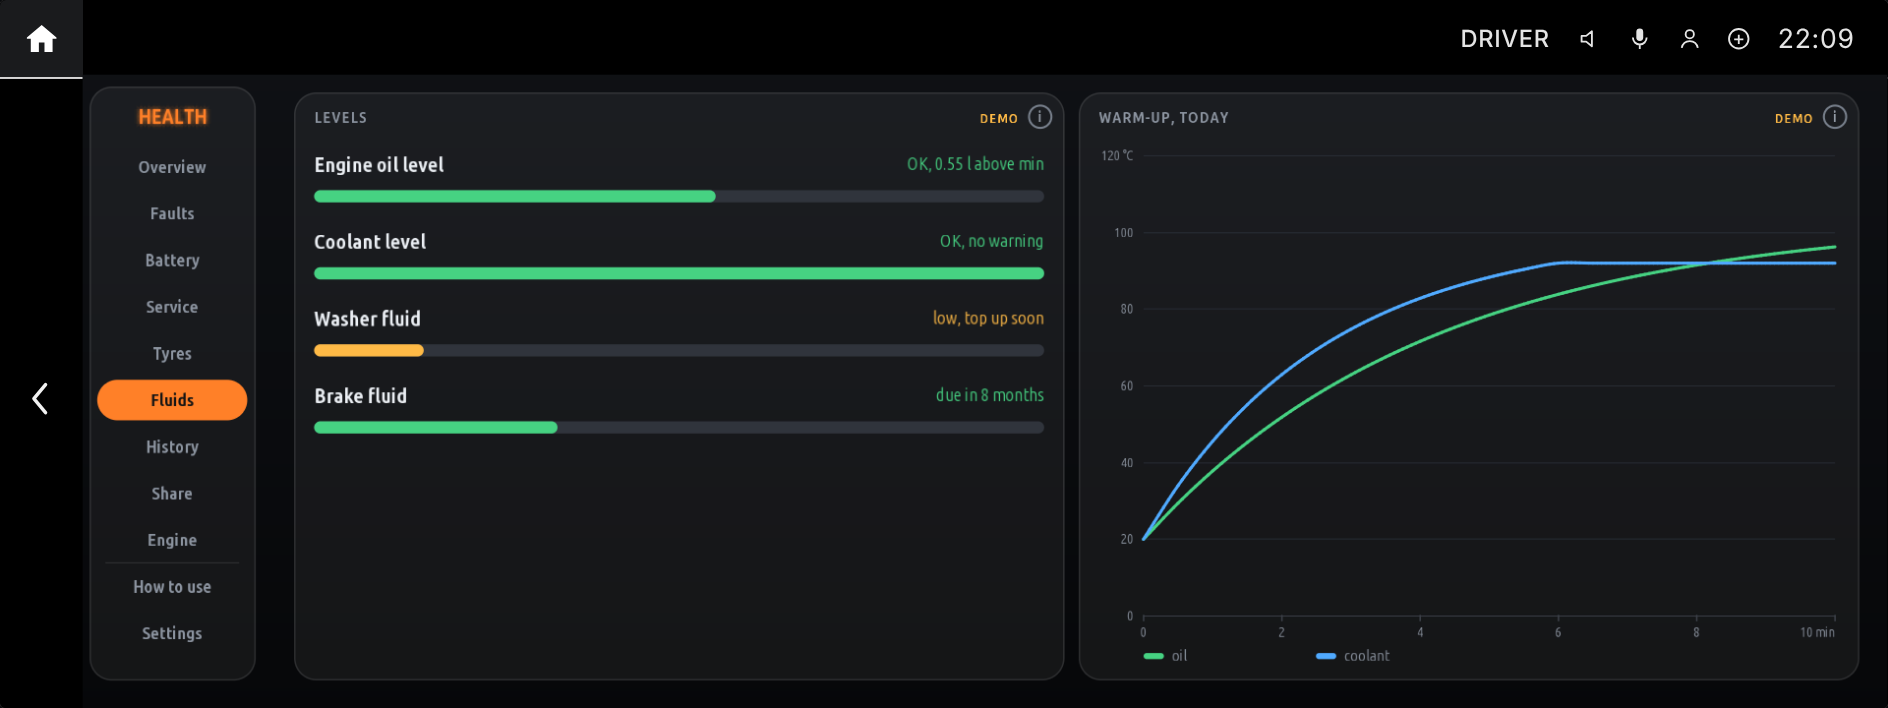 DRIVER 22:09
HEALTH
Overview
Faults
Battery
Service
Tyres
Fluids
History
Share
Engine
How to use
Settings
LEVELS DEMO i
Engine oil level OK, 0.55 l above min
Coolant level OK, no warning
Washer fluid low, top up soon
Brake fluid due in 8 months
WARM-UP, TODAY DEMO i
120 °C
100
80
60
40
20
0
0 2 4 6 8 10 min
oil coolant